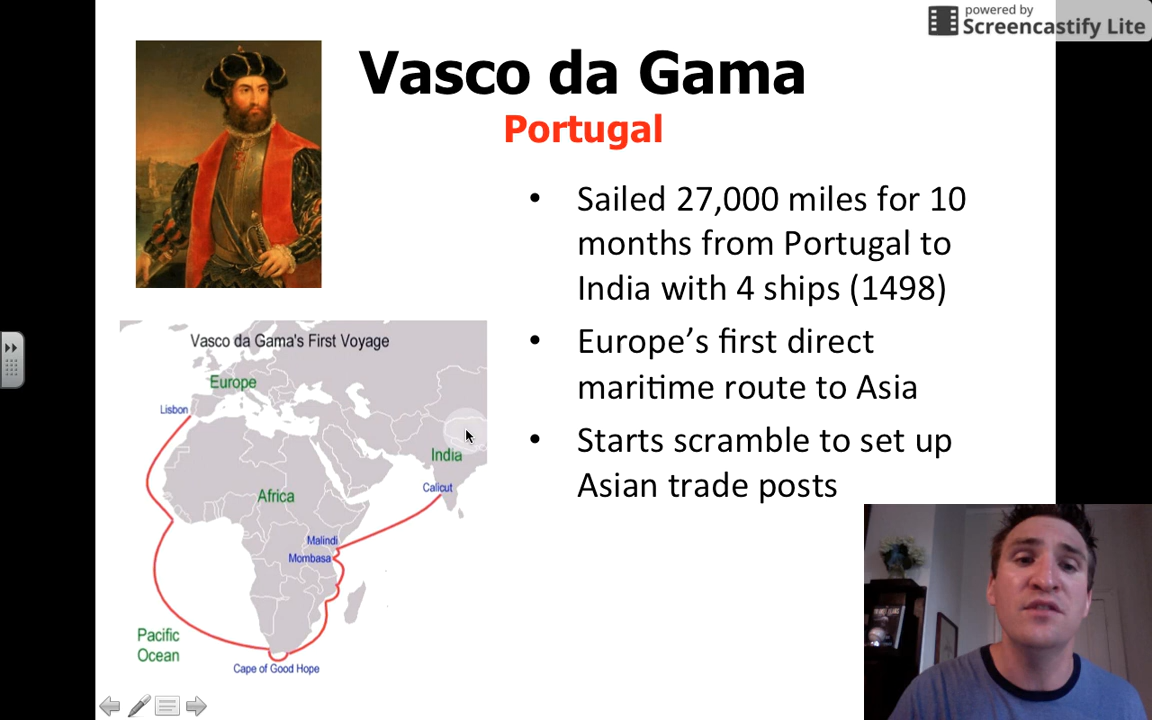 powered by
Screencastify Lite
Vasco da Gama
Portugal
• Sailed 27,000 miles for 10
months from Portugal to
India with 4 ships (1498)
• Europe's first direct
maritime route to Asia
• Starts scramble to set up
Asian trade posts
Vasco da Gama's First Voyage
Europe
Lisbon
India
Calicut
Africa
Malindi
Mombasa
Pacific
Ocean
Cape of Good Hope